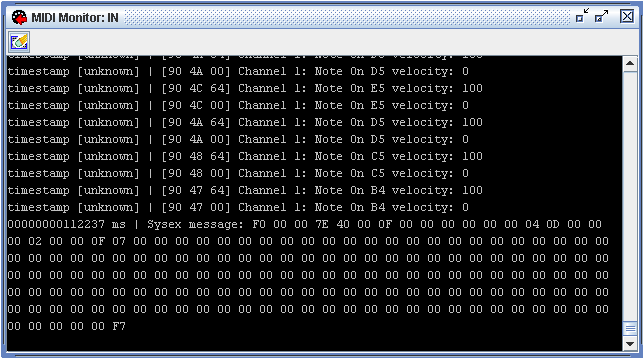 MIDI Monitor: IN
timestamp [unknown] | [90 4A 64] Channel 1: Note On D5 velocity: 100
timestamp [unknown] | [90 4A 00] Channel 1: Note On D5 velocity: 0
timestamp [unknown] | [90 4C 64] Channel 1: Note On E5 velocity: 100
timestamp [unknown] | [90 4C 00] Channel 1: Note On E5 velocity: 0
timestamp [unknown] | [90 4A 64] Channel 1: Note On D5 velocity: 100
timestamp [unknown] | [90 4A 00] Channel 1: Note On D5 velocity: 0
timestamp [unknown] | [90 48 64] Channel 1: Note On C5 velocity: 100
timestamp [unknown] | [90 48 00] Channel 1: Note On C5 velocity: 0
timestamp [unknown] | [90 47 64] Channel 1: Note On B4 velocity: 100
timestamp [unknown] | [90 47 00] Channel 1: Note On B4 velocity: 0
00000000112237 ms | Sysex message: F0 00 00 7E 40 00 0F 00 00 00 00 00 00 04 0D 00 00
00 02 00 00 0F 07 00 00 00 00 00 00 00 00 00 00 00 00 00 00 00 00 00 00 00 00 00 00 00
00 00 00 00 00 00 00 00 00 00 00 00 00 00 00 00 00 00 00 00 00 00 00 00 00 00 00 00 00
00 00 00 00 00 00 00 00 00 00 00 00 00 00 00 00 00 00 00 00 00 00 00 00 00 00 00 00 00
00 00 00 00 00 00 00 00 00 00 00 00 00 00 00 00 00 00 00 00 00 00 00 00 00 00 00 00 00
00 00 00 00 00 00 00 00 00 00 00 00 00 00 00 00 00 00 00 00 00 00 00 00 00 00 00 00 00
00 00 00 00 00 F7